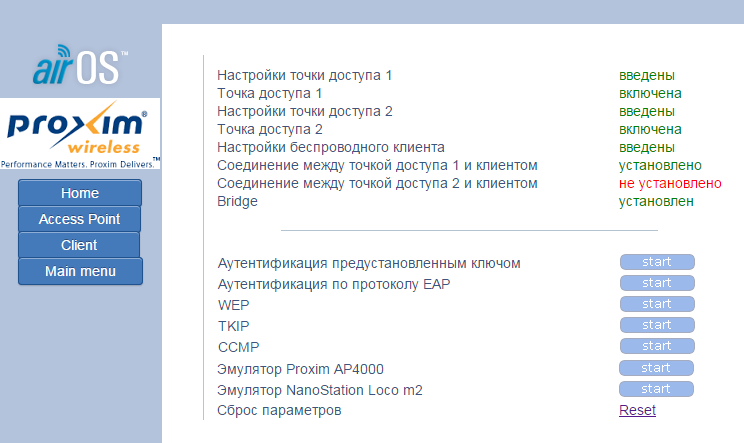 airOS™
proxim®
wireless
Performance Matters. Proxim Delivers.™
Home
Access Point
Client
Main menu
Настройки точки доступа 1 введены
Точка доступа 1 включена
Настройки точки доступа 2 введены
Точка доступа 2 включена
Настройки беспроводного клиента введены
Соединение между точкой доступа 1 и клиентом установлено
Соединение между точкой доступа 2 и клиентом не установлено
Bridge установлен
Аутентификация предустановленным ключом start
Аутентификация по протоколу EAP start
WEP start
TKIP start
CCMP start
Эмулятор Proxim AP4000 start
Эмулятор NanoStation Loco m2 start
Сброс параметров Reset